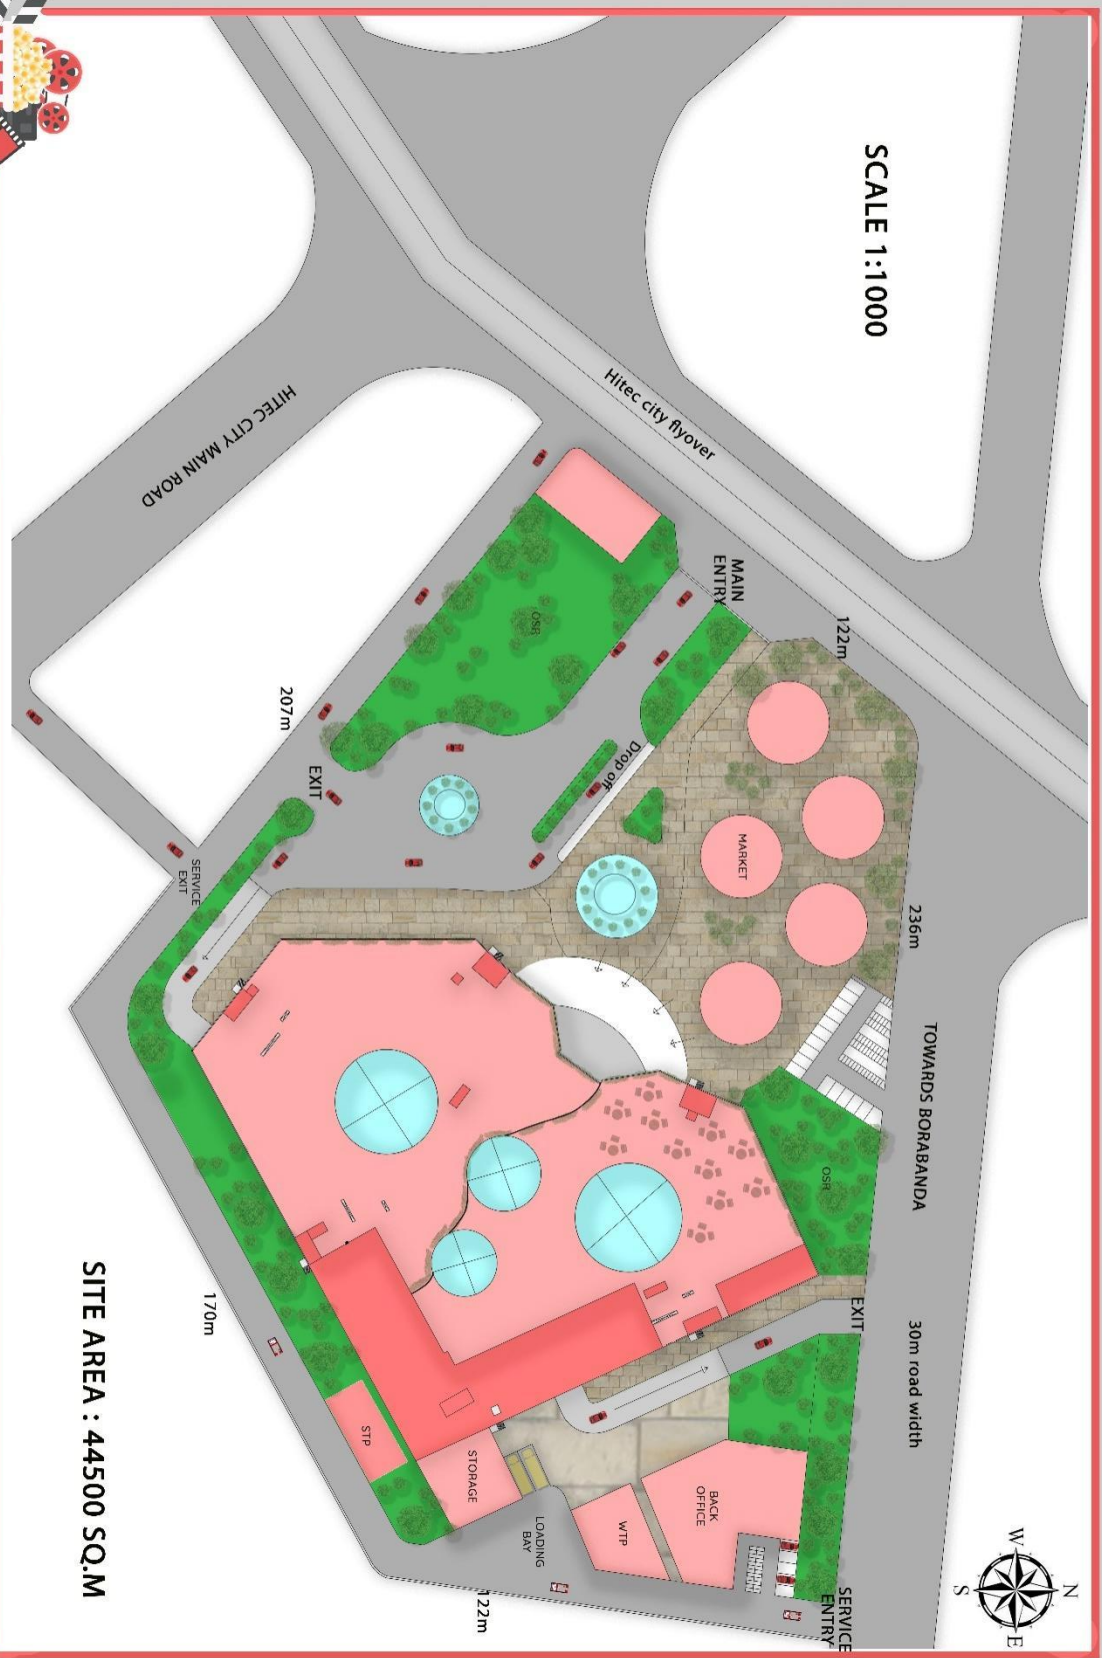 SCALE 1:1000
Hitec city flyover
HITEC CITY MAIN ROAD
MAIN
ENTRY
122m
OSR
207m
Drop off
EXIT
MARKET
SERVICE
EXIT
236m
TOWARDS BORABANDA
OSR
EXIT
30m road width
170m
STP
STORAGE
BACK
OFFICE
WTP
LOADING
BAY
122m
SERVICE
ENTRY
SITE AREA : 44500 SQ.M
N
W
E
S